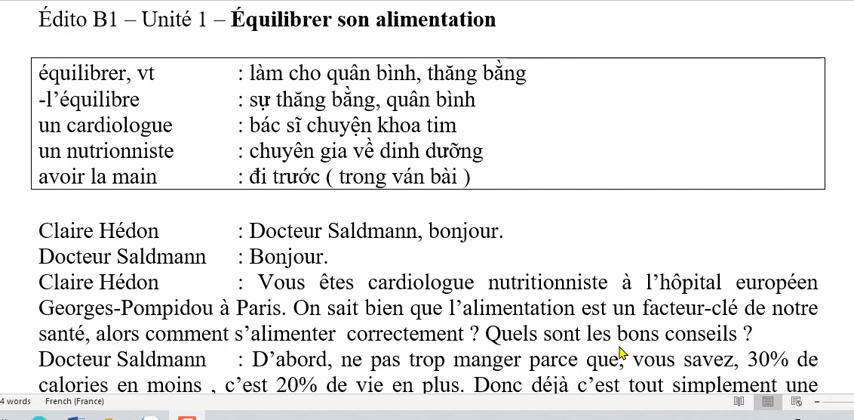 Édito B1 – Unité 1 – Équilibrer son alimentation
équilibrer, vt : làm cho quân bình, thăng bằng
-l’équilibre : sự thăng bằng, quân bình
un cardiologue : bác sĩ chuyện khoa tim
un nutrionniste : chuyên gia về dinh dưỡng
avoir la main : đi trước ( trong ván bài )
Claire Hédon : Docteur Saldmann, bonjour.
Docteur Saldmann : Bonjour.
Claire Hédon : Vous êtes cardiologue nutritionniste à l’hôpital européen
Georges-Pompidou à Paris. On sait bien que l’alimentation est un facteur-clé de notre
santé, alors comment s’alimenter correctement ? Quels sont les bons conseils ?
Docteur Saldmann : D’abord, ne pas trop manger parce que, vous savez, 30% de
calories en moins , c’est 20% de vie en plus. Donc déjà c’est tout simplement une
4 words French (France)